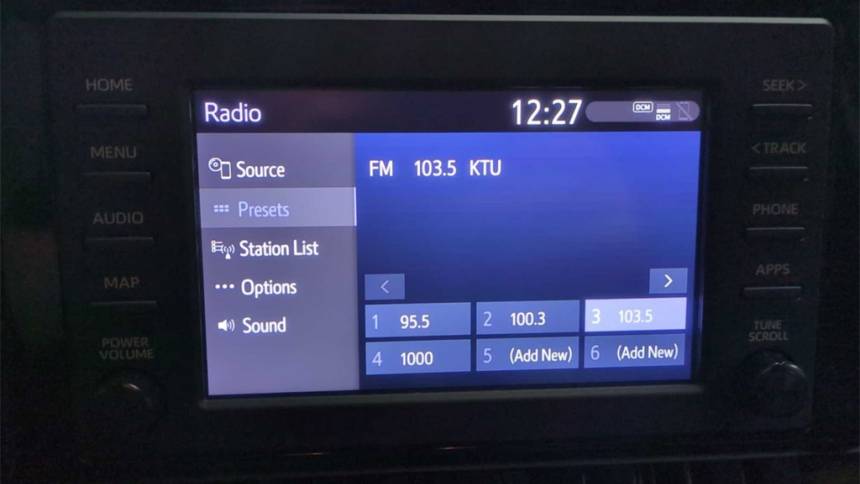 HOME
MENU
AUDIO
MAP
POWER
VOLUME
Radio 12:27 DCM
DCM
Source
Presets
Station List
Options
Sound
FM 103.5 KTU
< >
1 95.5 2 100.3 3 103.5
4 1000 5 (Add New) 6 (Add New)
SEEK >
< TRACK
PHONE
APPS
TUNE
SCROLL